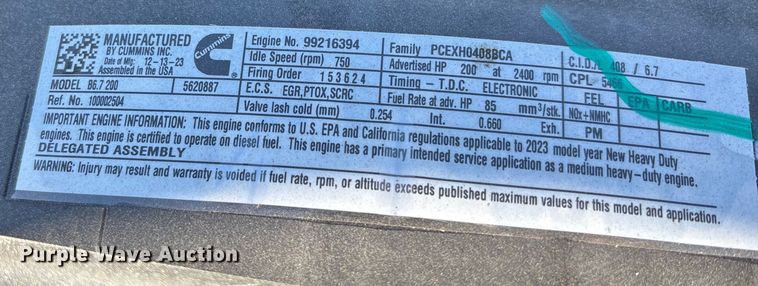 MANUFACTURED
BY CUMMINS INC.
Date of Mfg 12-13-23
Assembled in the USA
Cummins
MODEL B6.7 200 5620887
Ref. No. 100002504
Engine No. 99216394
Idle Speed (rpm) 750
Firing Order 1 5 3 6 2 4
E.C.S. EGR,PTOX,SCRC
Valve lash cold (mm) 0.254 Int. 0.660 Exh.
Family PCEXH0408BCA
Advertised HP 200 at 2400 rpm
Timing - T.D.C. ELECTRONIC
Fuel Rate at adv. HP 85 mm³/stk.
C.I.D./L 408 / 6.7
CPL 5466
FEL EPA CARB
NOx+NMHC
PM
IMPORTANT ENGINE INFORMATION: This engine conforms to U.S. EPA and California regulations applicable to 2023 model year New Heavy Duty
engines. This engine is certified to operate on diesel fuel. This engine has a primary intended service application as a medium heavy-duty engine.
DELEGATED ASSEMBLY
WARNING: Injury may result and warranty is voided if fuel rate, rpm, or altitude exceeds published maximum values for this model and application.
Purple Wave Auction